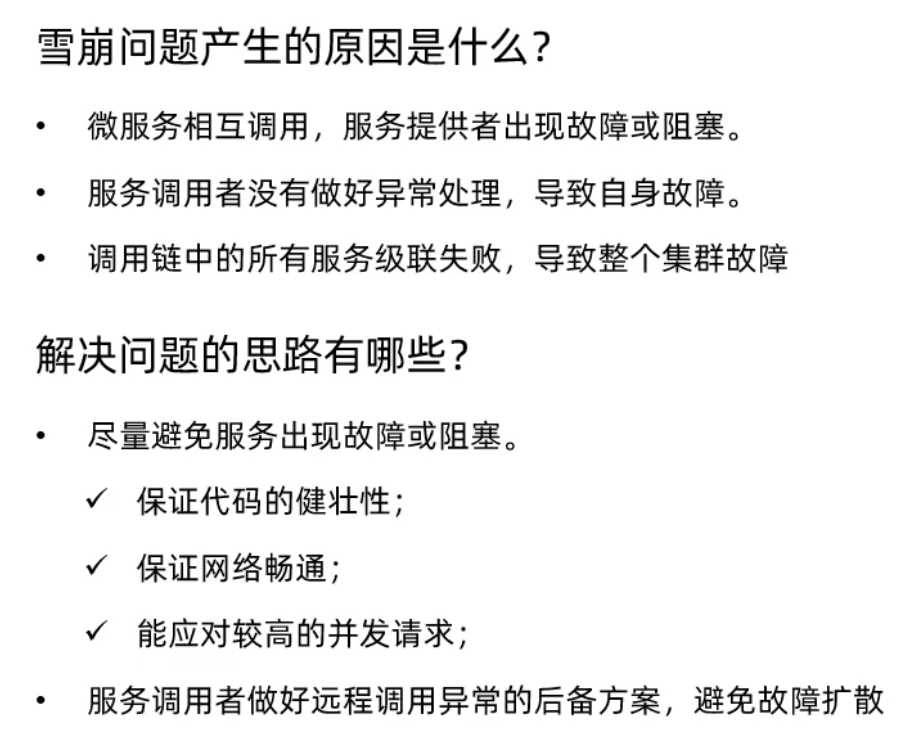 雪崩问题产生的原因是什么？
• 微服务相互调用，服务提供者出现故障或阻塞。
• 服务调用者没有做好异常处理，导致自身故障。
• 调用链中的所有服务级联失败，导致整个集群故障
解决问题的思路有哪些？
• 尽量避免服务出现故障或阻塞。
✓ 保证代码的健壮性；
✓ 保证网络畅通；
✓ 能应对较高的并发请求；
• 服务调用者做好远程调用异常的后备方案，避免故障扩散